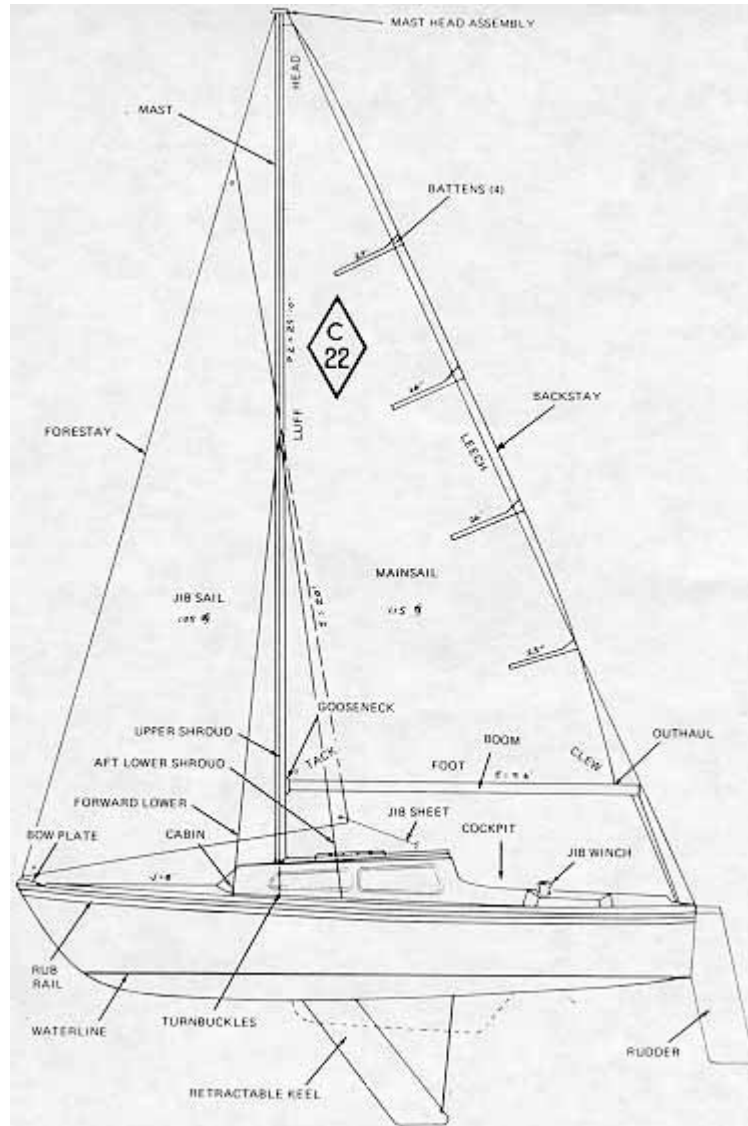 MAST HEAD ASSEMBLY
HEAD
MAST
BATTENS (4)
C
22
BACKSTAY
FORESTAY
LUFF
LEECH
JIB SAIL
MAINSAIL
115
GOOSENECK
UPPER SHROUD
TACK
BOOM
CLEW
OUTHAUL
AFT LOWER SHROUD
FOOT
FORWARD LOWER
JIB SHEET
BOW PLATE
CABIN
COCKPIT
JIB WINCH
RUB
RAIL
WATERLINE
TURNBUCKLES
RUDDER
RETRACTABLE KEEL